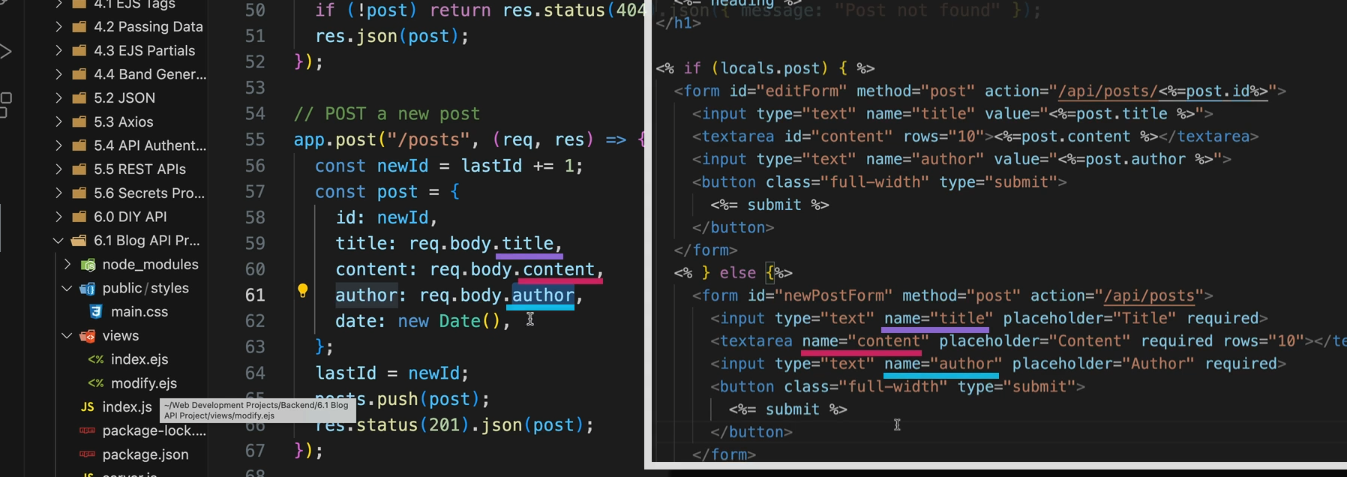 4.1 EJS Tags
4.2 Passing Data
4.3 EJS Partials
4.4 Band Gener...
5.2 JSON
5.3 Axios
5.4 API Authent...
5.5 REST APIs
5.6 Secrets Pro...
6.0 DIY API
6.1 Blog API Pr...
node_modules
public/styles
main.css
views
<% index.ejs
<% modify.ejs
JS index.js
~/Web Development Projects/Backend/6.1 Blog
API Project/views/modify.ejs
package-lock....
package.json
50 if (!post) return res.status(404).json({ message: "Post not found" });
51 res.json(post);
52 });
53
54 // POST a new post
55 app.post("/posts", (req, res) => {
56 const newId = lastId += 1;
57 const post = {
58 id: newId,
59 title: req.body.title,
60 content: req.body.content,
61 author: req.body.author,
62 date: new Date(),
63 };
64 lastId = newId;
posts.push(post);
66 res.status(201).json(post);
67 });
68
<%= heading %>
</h1>
<% if (locals.post) { %>
<form id="editForm" method="post" action="/api/posts/<%=post.id%>">
<input type="text" name="title" value="<%=post.title %>">
<textarea id="content" rows="10"><%=post.content %></textarea>
<input type="text" name="author" value="<%=post.author %>">
<button class="full-width" type="submit">
<%= submit %>
</button>
</form>
<% } else {%>
<form id="newPostForm" method="post" action="/api/posts">
<input type="text" name="title" placeholder="Title" required>
<textarea name="content" placeholder="Content" required rows="10"></te
<input type="text" name="author" placeholder="Author" required>
<button class="full-width" type="submit">
<%= submit %>
</button>
</form>